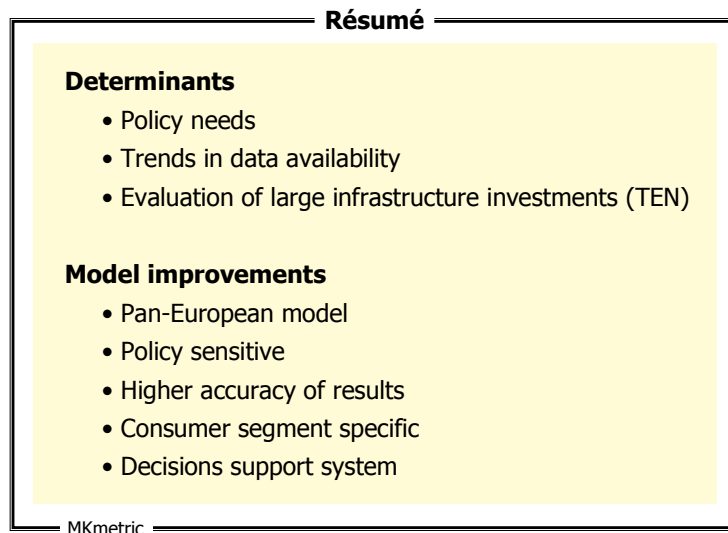 Résumé
Determinants
• Policy needs
• Trends in data availability
• Evaluation of large infrastructure investments (TEN)
Model improvements
• Pan-European model
• Policy sensitive
• Higher accuracy of results
• Consumer segment specific
• Decisions support system
MKmetric